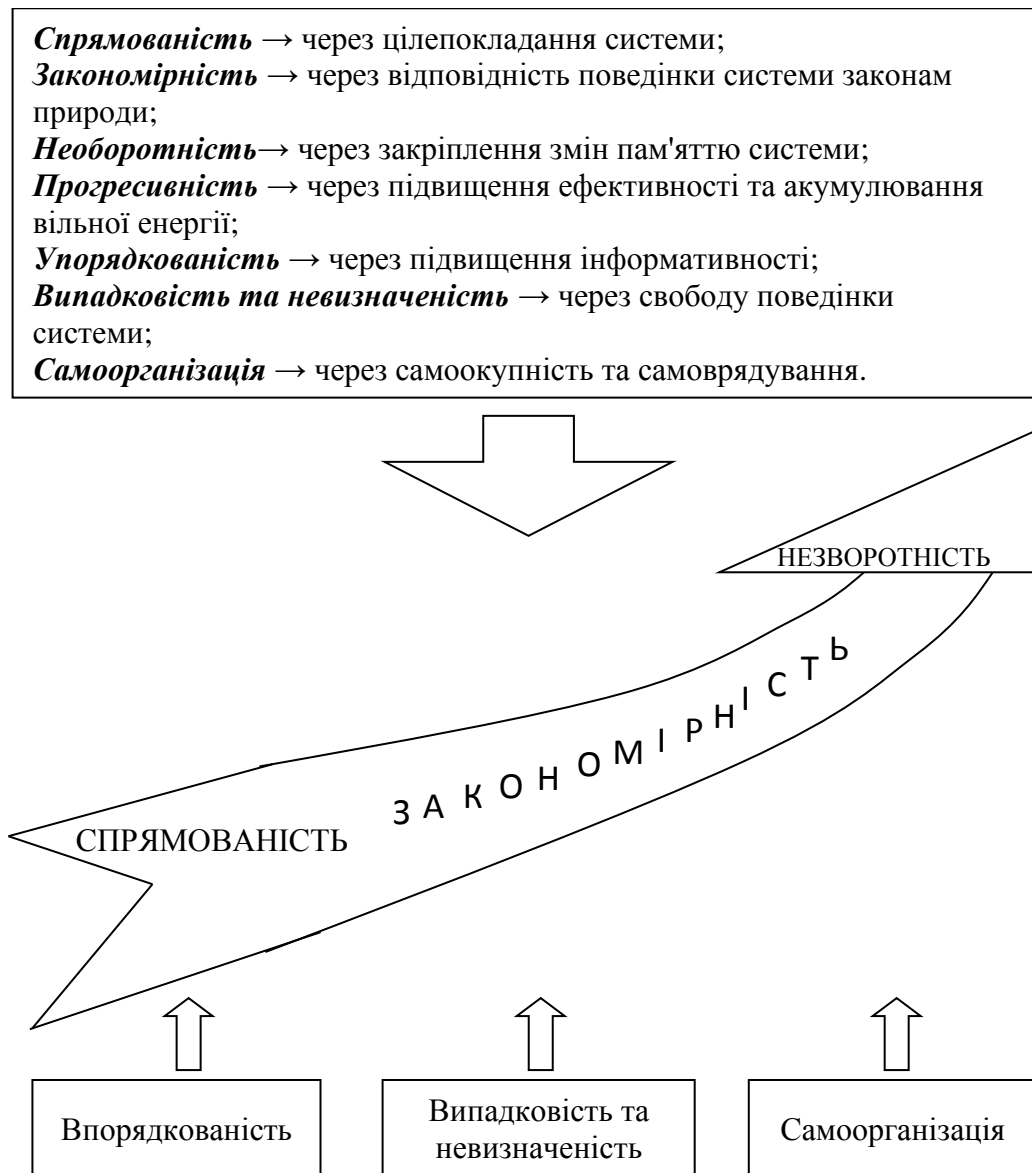 Спрямованість → через цілепокладання системи;
Закономірність → через відповідність поведінки системи законам
природи;
Необоротність→ через закріплення змін пам'яттю системи;
Прогресивність → через підвищення ефективності та акумулювання
вільної енергії;
Упорядкованість → через підвищення інформативності;
Випадковість та невизначеність → через свободу поведінки
системи;
Самоорганізація → через самоокупність та самоврядування.
НЕЗВОРОТНІСТЬ
ЗАКОНОМІРНІСТЬ
СПРЯМОВАНІСТЬ
Впорядкованість
Випадковість та
невизначеність
Самоорганізація